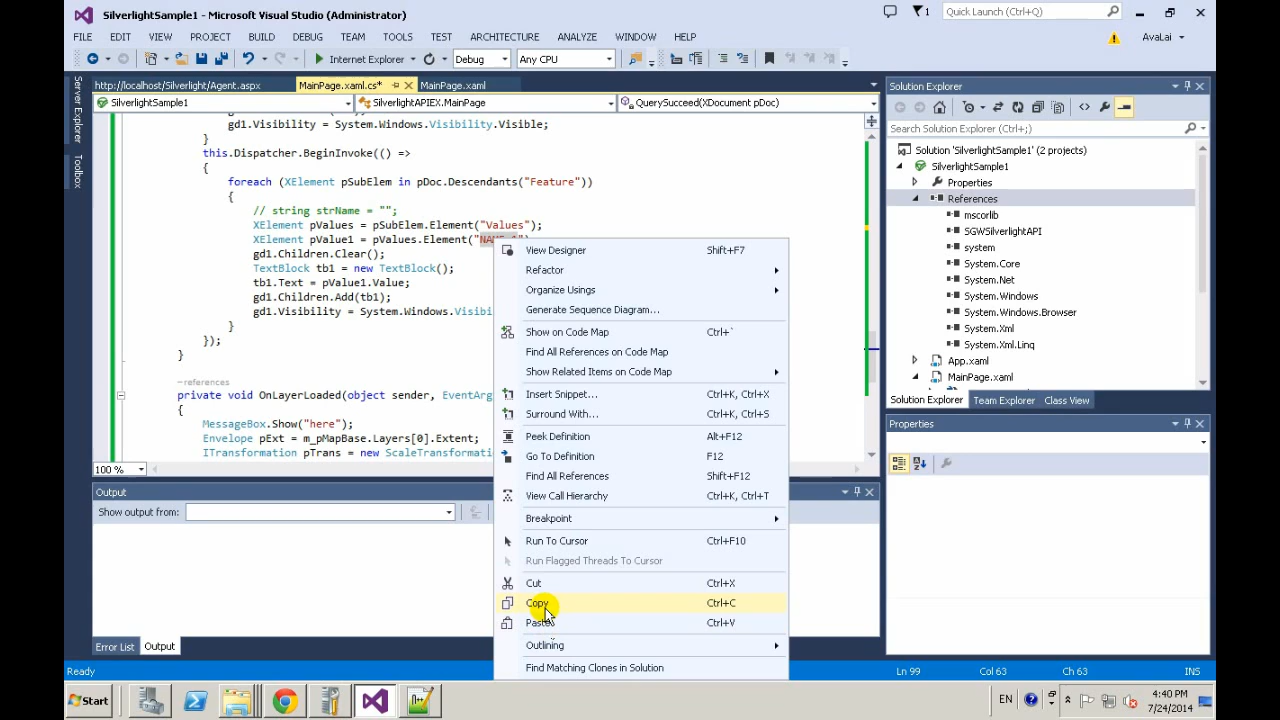 SilverlightSample1 - Microsoft Visual Studio (Administrator)
1
Quick Launch (Ctrl+Q)
FILE EDIT VIEW PROJECT BUILD DEBUG TEAM TOOLS TEST ARCHITECTURE ANALYZE WINDOW HELP
AvaLai
Internet Explorer
Debug
Any CPU
Server Explorer
Toolbox
http://localhost/Silverlight/Agent.aspx
MainPage.xaml.cs*
MainPage.xaml
SilverlightSample1
SilverlightAPIEX.MainPage
QuerySucceed(XDocument pDoc)
gd1.Visibility = System.Windows.Visibility.Visible;
}
this.Dispatcher.BeginInvoke(() =>
{
foreach (XElement pSubElem in pDoc.Descendants("Feature"))
{
// string strName = "";
XElement pValues = pSubElem.Element("Values");
XElement pValue1 = pValues.Element("
gd1.Children.Clear();
TextBlock tb1 = new TextBlock();
tb1.Text = pValue1.Value;
gd1.Children.Add(tb1);
gd1.Visibility = System.Windows.Visibi
}
});
}
-references
private void OnLayerLoaded(object sender, EventArg
{
MessageBox.Show("here");
Envelope pExt = m_pMapBase.Layers[0].Extent;
ITransformation pTrans = new ScaleTransform
100 %
View Designer Shift+F7
Refactor
Organize Usings
Generate Sequence Diagram...
Show on Code Map Ctrl+`
Find All References on Code Map
Show Related Items on Code Map
Insert Snippet... Ctrl+K, Ctrl+X
Surround With... Ctrl+K, Ctrl+S
Peek Definition Alt+F12
Go To Definition F12
Find All References Shift+F12
View Call Hierarchy Ctrl+K, Ctrl+T
Breakpoint
Run To Cursor Ctrl+F10
Run Flagged Threads To Cursor
Cut Ctrl+X
Copy Ctrl+C
Paste Ctrl+V
Outlining
Find Matching Clones in Solution
Output
Show output from:
Error List
Output
Solution Explorer
Search Solution Explorer (Ctrl+;)
Solution 'SilverlightSample1' (2 projects)
SilverlightSample1
Properties
References
mscorlib
SGWSilverlightAPI
system
System.Core
System.Net
System.Windows
System.Windows.Browser
System.Xml
System.Xml.Linq
App.xaml
MainPage.xaml
Solution Explorer Team Explorer Class View
Properties
Ready
Ln 99 Col 63 Ch 63 INS
Start
EN
4:40 PM
7/24/2014